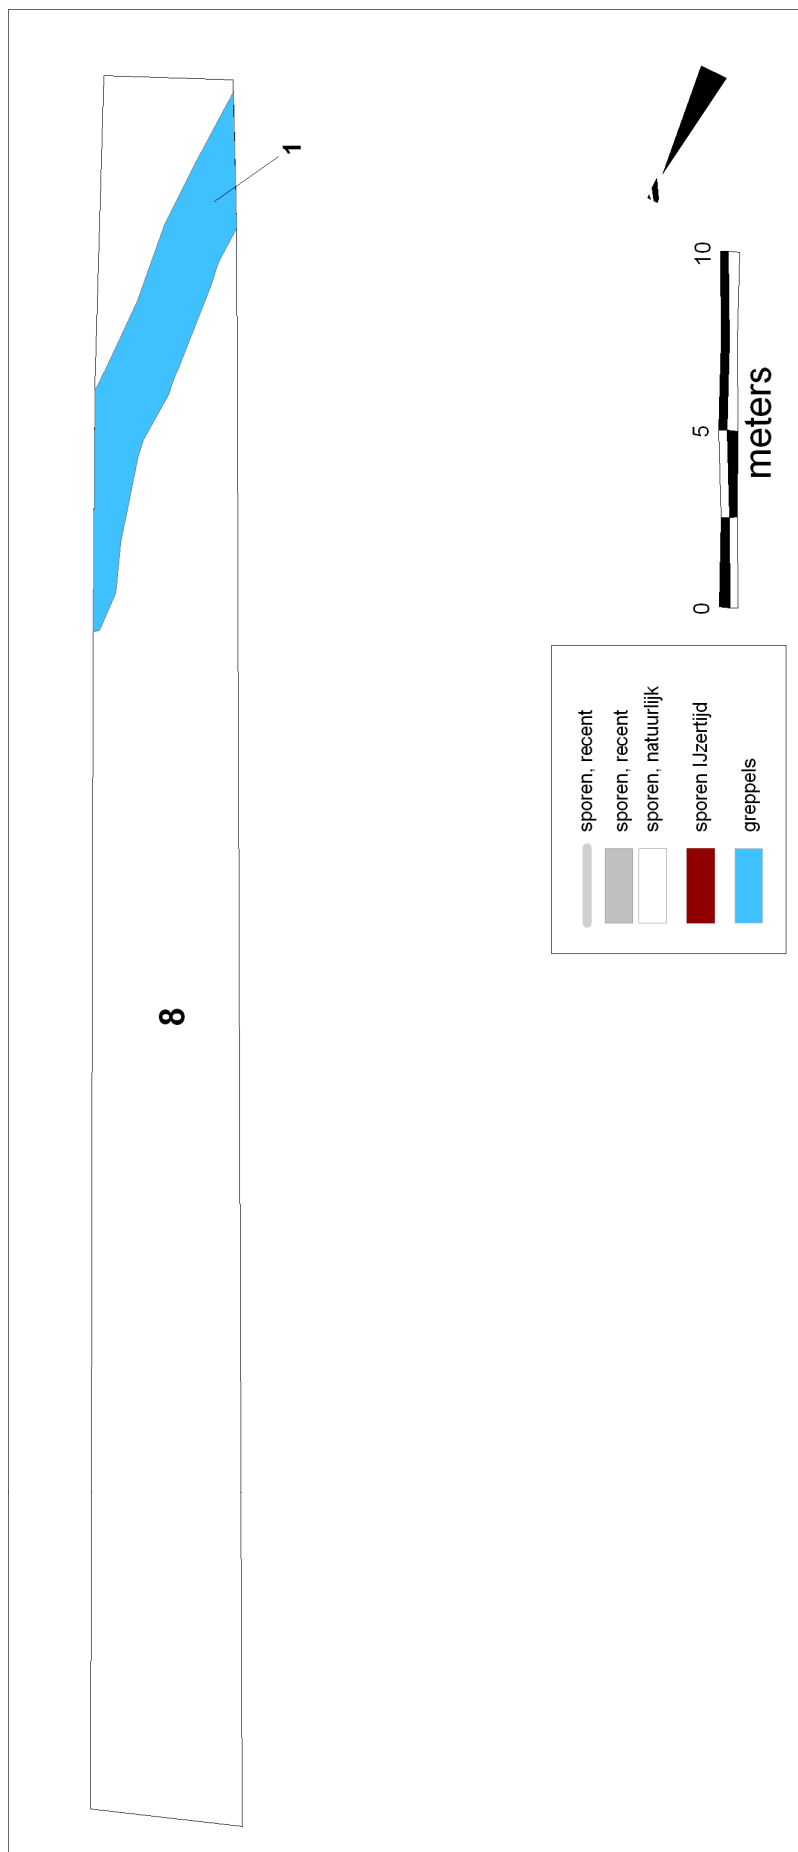 1
8
0
5
10
meters
sporen, recent
sporen, recent
sporen, natuurlijk
sporen IJzertijd
greppels